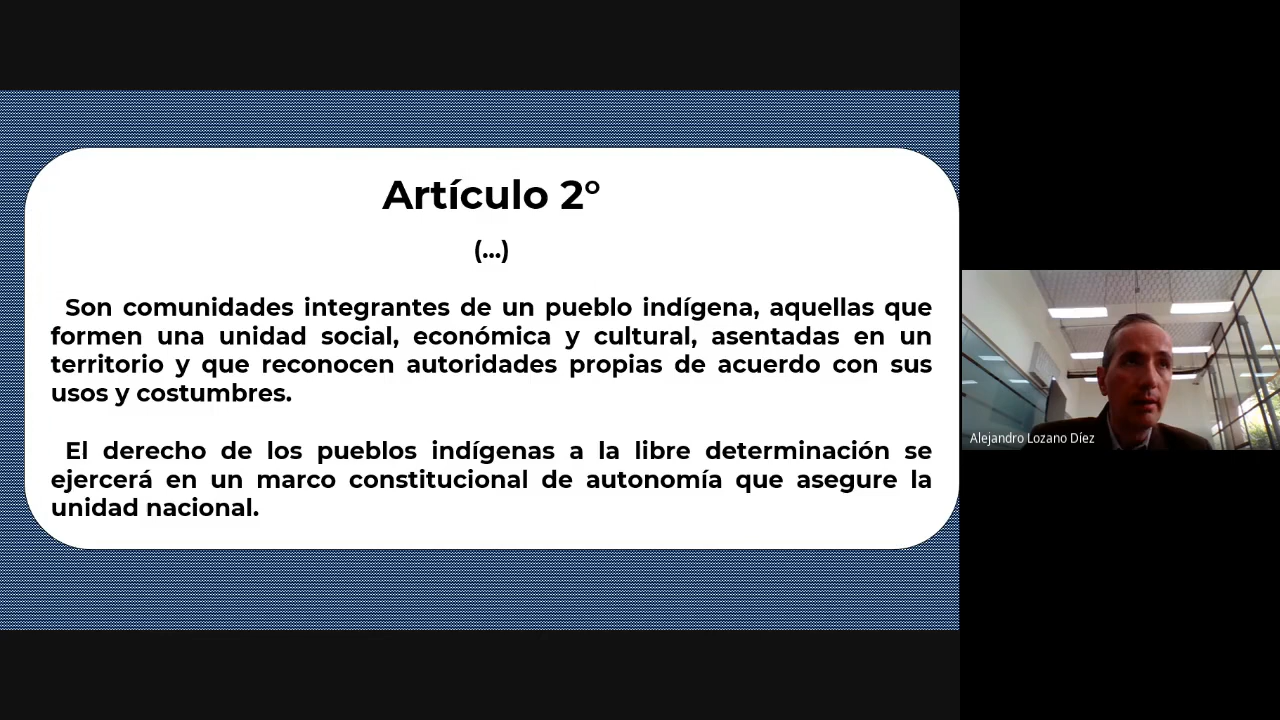 Artículo 2°
(...)
Son comunidades integrantes de un pueblo indígena, aquellas que
formen una unidad social, económica y cultural, asentadas en un
territorio y que reconocen autoridades propias de acuerdo con sus
usos y costumbres.
El derecho de los pueblos indígenas a la libre determinación se
ejercerá en un marco constitucional de autonomía que asegure la
unidad nacional.
Alejandro Lozano Díez